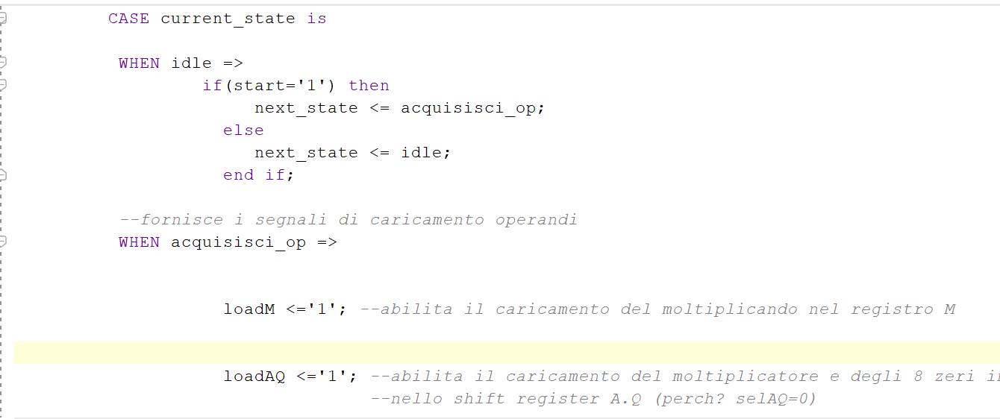 CASE current_state is
WHEN idle =>
if(start='1') then
next_state <= acquisisci_op;
else
next_state <= idle;
end if;
--fornisce i segnali di caricamento operandi
WHEN acquisisci_op =>
loadM <='1'; --abilita il caricamento del moltiplicando nel registro M
loadAQ <='1'; --abilita il caricamento del moltiplicatore e degli 8 zeri
--nello shift register A.Q (perch? selAQ=0)